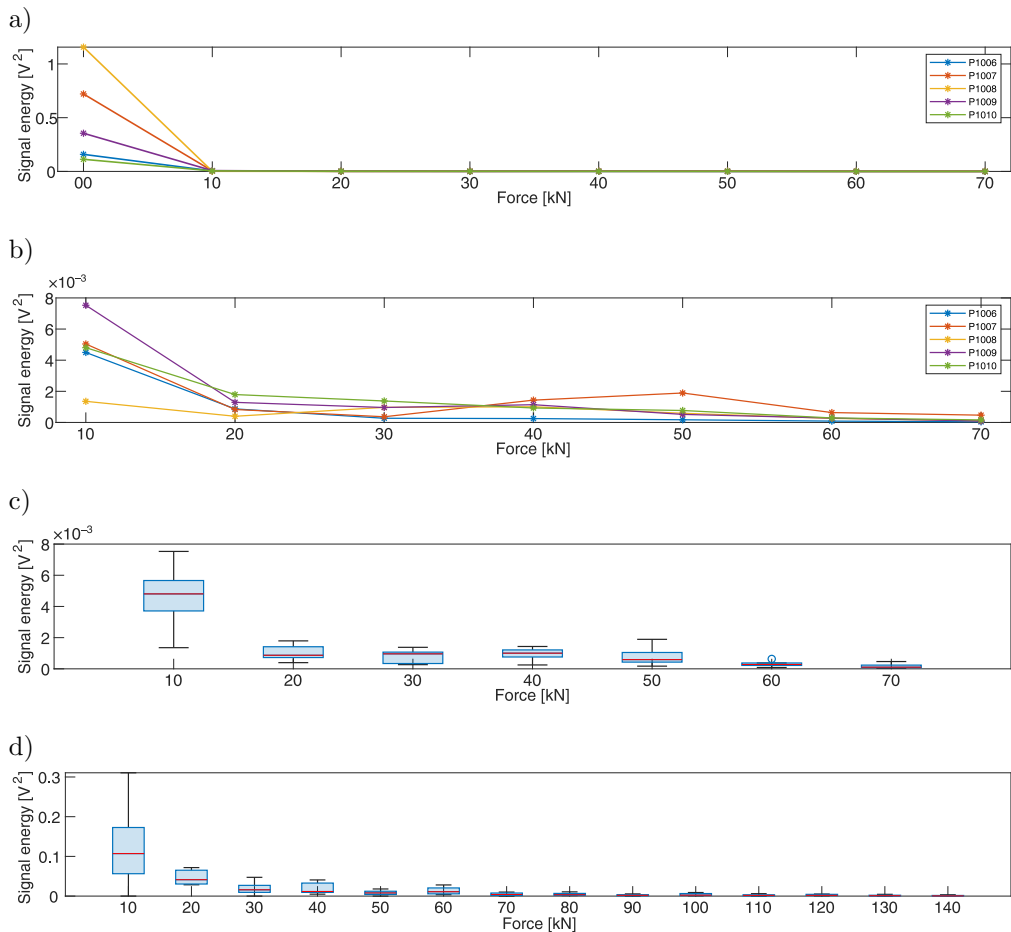 a)
Signal energy [V²]
1
0.5
0
00 10 20 30 40 50 60 70
Force [kN]
P1006
P1007
P1008
P1009
P1010
b)
×10⁻³
Signal energy [V²]
8
6
4
2
0
10 20 30 40 50 60 70
Force [kN]
P1006
P1007
P1008
P1009
P1010
c)
×10⁻³
Signal energy [V²]
8
6
4
2
0
10 20 30 40 50 60 70
Force [kN]
d)
Signal energy [V²]
0.3
0.2
0.1
0
10 20 30 40 50 60 70 80 90 100 110 120 130 140
Force [kN]